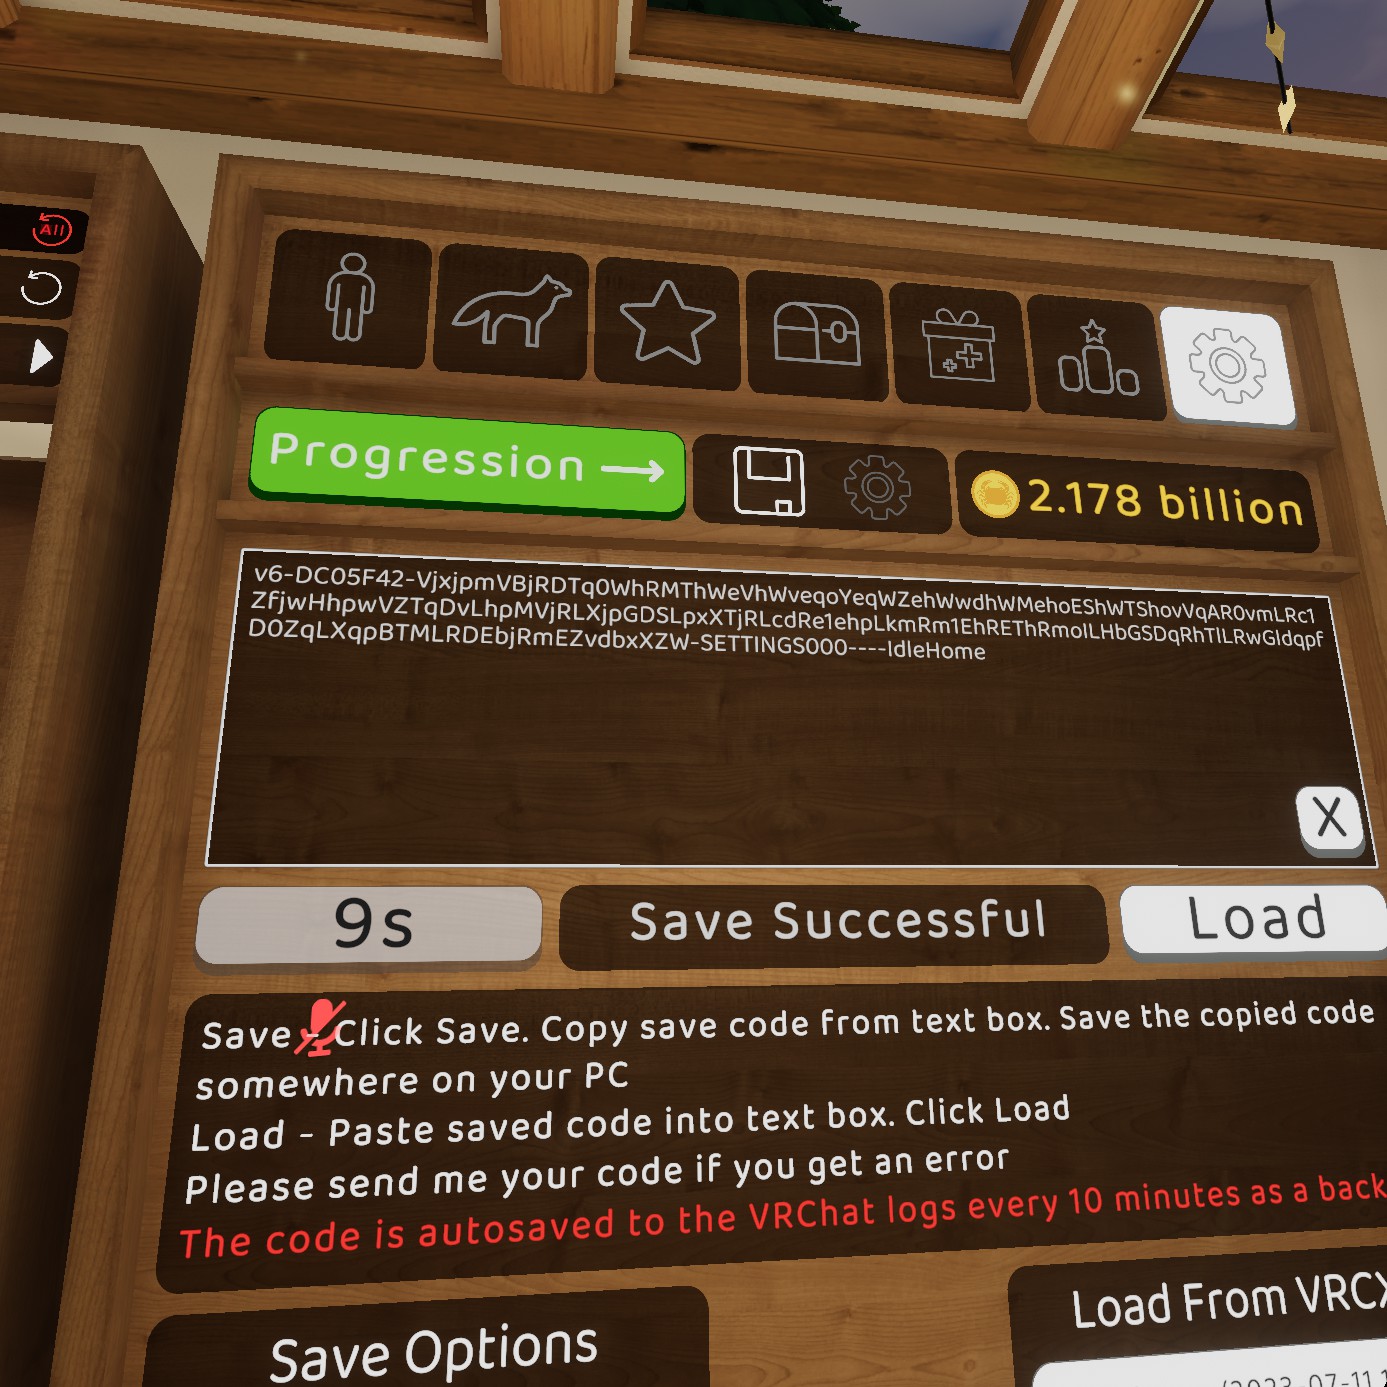 All
Progression →
2.178 billion
v6-DC05F42-VjxjpmVBjRDTq0WhRMThWeVhWveqoYeqWZehWwdhWMehoEShWTShovVqAR0vmLRc1
ZfjwHhpwVZTqDvLhpMVjRLXjpGDSLpxXTjRLcdRe1ehpLkmRm1EhREThRmolLHbGSDqRhTlLRwGldqpf
D0ZqLXqpBTMLRDEbjRmEZvdbxXZW-SETTINGS000----IdleHome
X
9s
Save Successful
Load
Save - Click Save. Copy save code from text box. Save the copied code
somewhere on your PC
Load - Paste saved code into text box. Click Load
Please send me your code if you get an error
The code is autosaved to the VRChat logs every 10 minutes as a back
Save Options
Load From VRCX